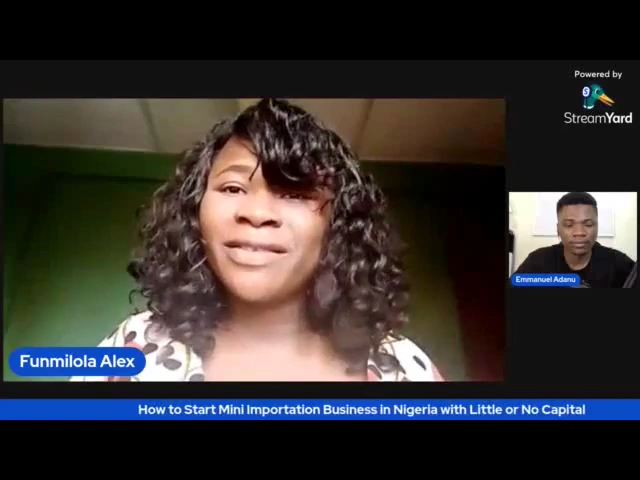 Powered by
StreamYard
Emmanuel Adanu
Funmilola Alex
How to Start Mini Importation Business in Nigeria with Little or No Capital